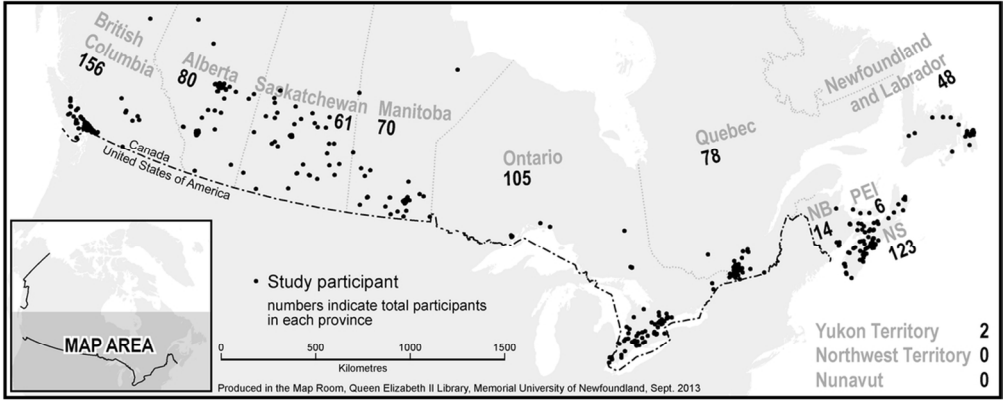 British
Columbia
156
Alberta
80
Saskatchewan
61
Manitoba
70
Ontario
105
Quebec
78
Newfoundland
and Labrador
48
NB
14
PEI
6
NS
123
Canada
United States of America
Study participant
numbers indicate total participants
in each province
MAP AREA
0 500 1000 1500
Kilometres
Yukon Territory 2
Northwest Territory 0
Nunavut 0
Produced in the Map Room, Queen Elizabeth II Library, Memorial University of Newfoundland, Sept. 2013